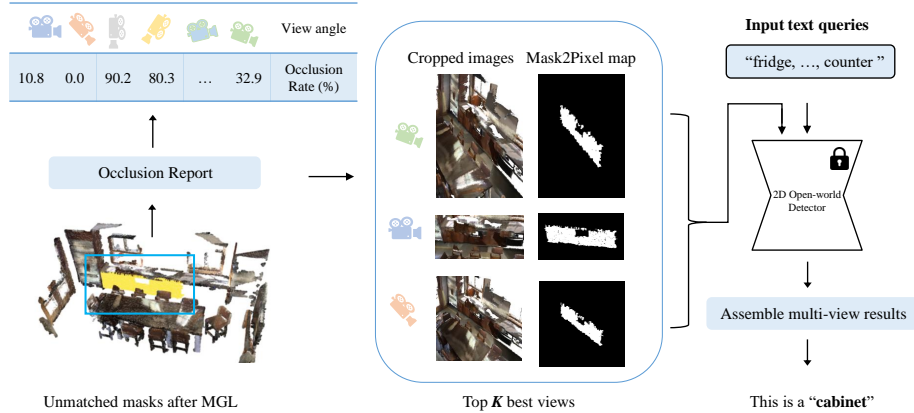 View angle
10.8 0.0 90.2 80.3 … 32.9 Occlusion
Rate (%)
Occlusion Report
Unmatched masks after MGL
Cropped images Mask2Pixel map
Top K best views
Input text queries
“fridge, …, counter ”
2D Open-world
Detector
Assemble multi-view results
This is a “cabinet”